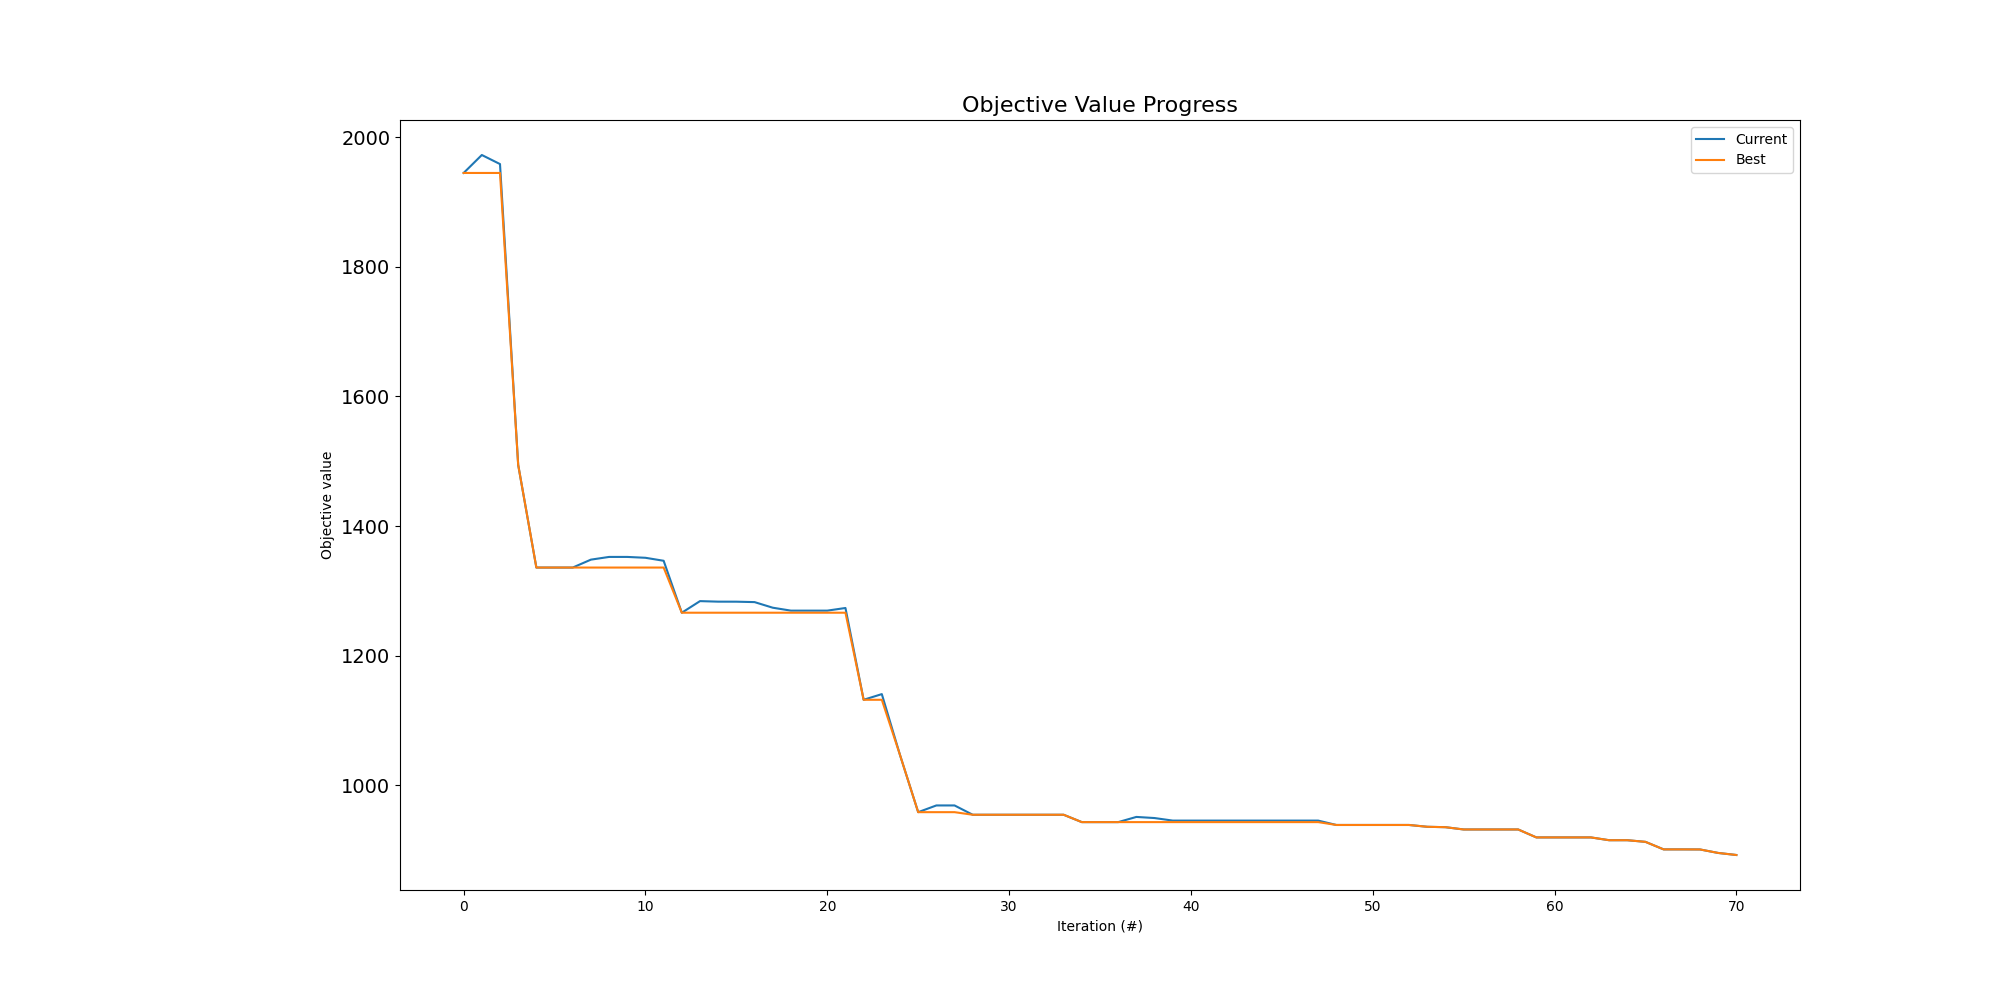 Objective Value Progress
Current
Best
2000
1800
1600
1400
1200
1000
Objective value
0 10 20 30 40 50 60 70
Iteration (#)